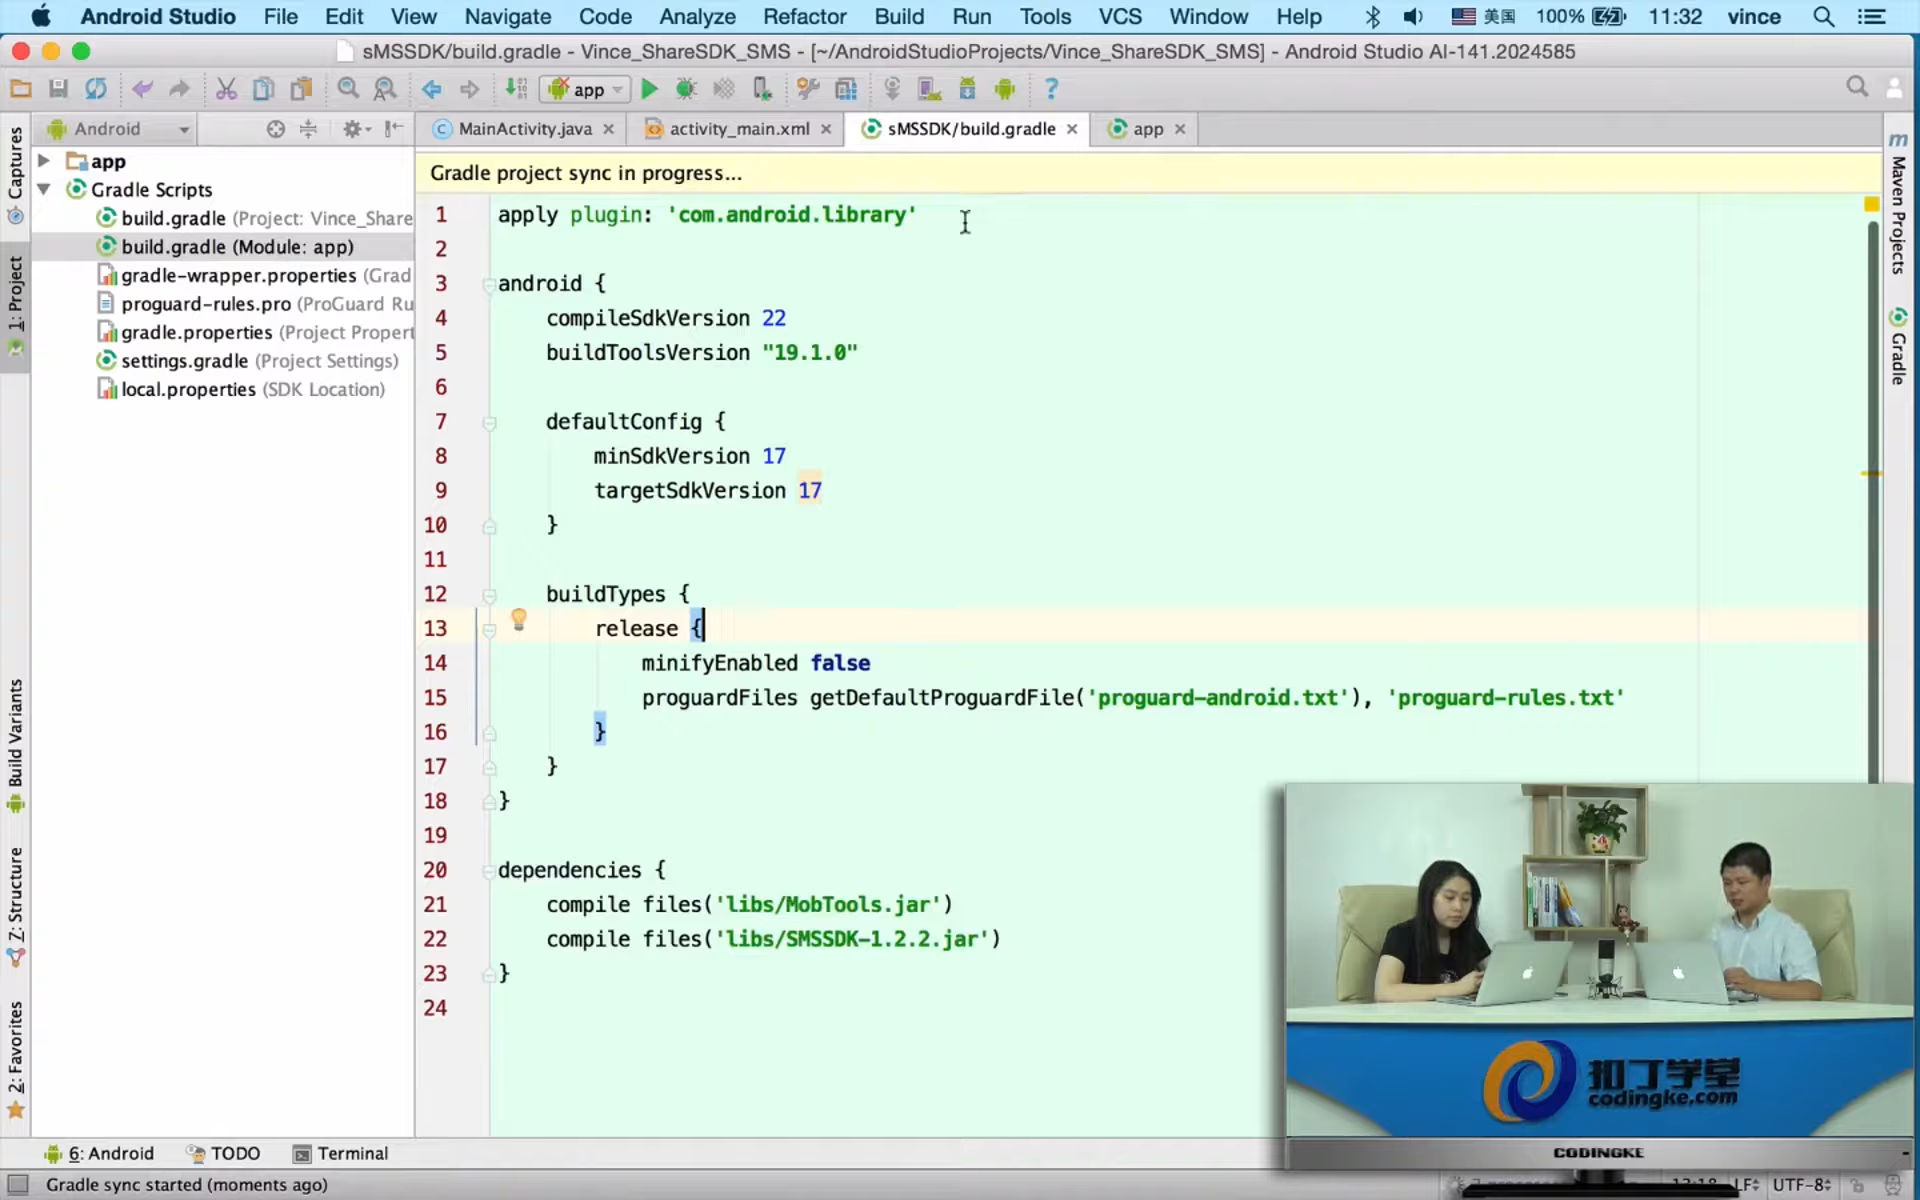 Android Studio File Edit View Navigate Code Analyze Refactor Build Run Tools VCS Window Help 美国 100% 11:32 vince
sMSSDK/build.gradle - Vince_ShareSDK_SMS - [~/AndroidStudioProjects/Vince_ShareSDK_SMS] - Android Studio AI-141.2024585
app
Android
MainActivity.java
activity_main.xml
sMSSDK/build.gradle
app
Captures
1: Project
Build Variants
Z: Structure
2: Favorites
app
Gradle Scripts
build.gradle (Project: Vince_Share
build.gradle (Module: app)
gradle-wrapper.properties (Grad
proguard-rules.pro (ProGuard Ru
gradle.properties (Project Propert
settings.gradle (Project Settings)
local.properties (SDK Location)
Gradle project sync in progress...
1 apply plugin: 'com.android.library'
2
3 android {
4 compileSdkVersion 22
5 buildToolsVersion "19.1.0"
6
7 defaultConfig {
8 minSdkVersion 17
9 targetSdkVersion 17
10 }
11
12 buildTypes {
13 release {
14 minifyEnabled false
15 proguardFiles getDefaultProguardFile('proguard-android.txt'), 'proguard-rules.txt'
16 }
17 }
18 }
19
20 dependencies {
21 compile files('libs/MobTools.jar')
22 compile files('libs/SMSSDK-1.2.2.jar')
23 }
24
Maven Projects
Gradle
扣丁学堂
codingke.com
CODINGKE
6: Android TODO Terminal
Gradle sync started (moments ago)
13:18 LF UTF-8